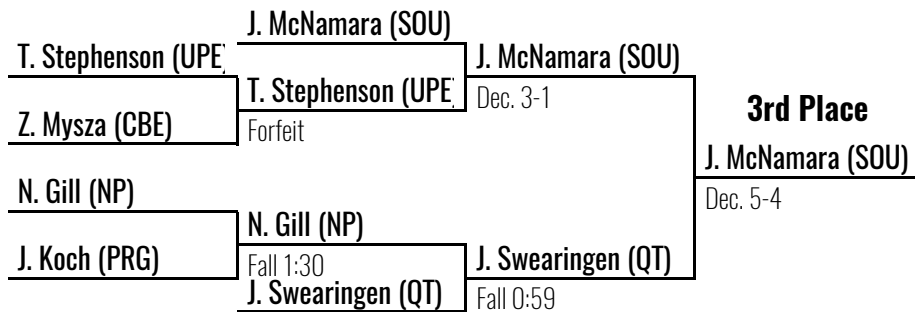 J. McNamara (SOU)
T. Stephenson (UPE)
J. McNamara (SOU)
T. Stephenson (UPE)
Dec. 3-1
3rd Place
Z. Mysza (CBE)
Forfeit
J. McNamara (SOU)
N. Gill (NP)
Dec. 5-4
N. Gill (NP)
J. Koch (PRG)
Fall 1:30
J. Swearingen (QT)
J. Swearingen (QT)
Fall 0:59